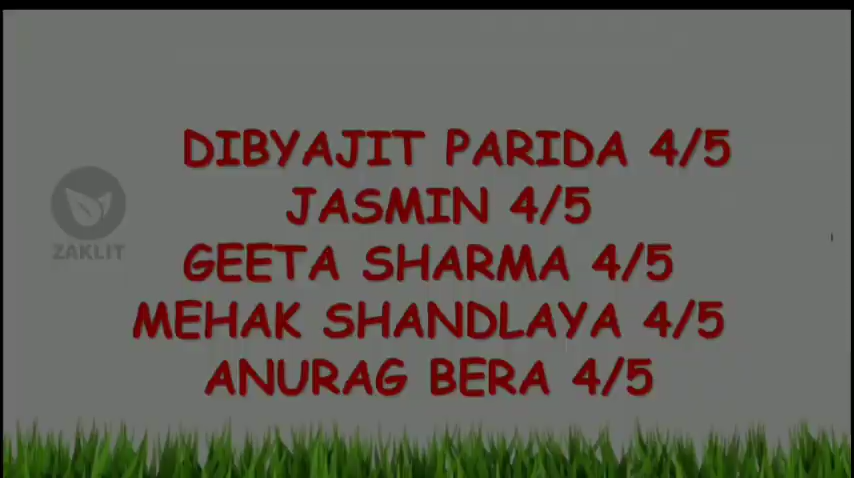 DIBYAJIT PARIDA 4/5
JASMIN 4/5
ZAKLIT
GEETA SHARMA 4/5
MEHAK SHANDLAYA 4/5
ANURAG BERA 4/5